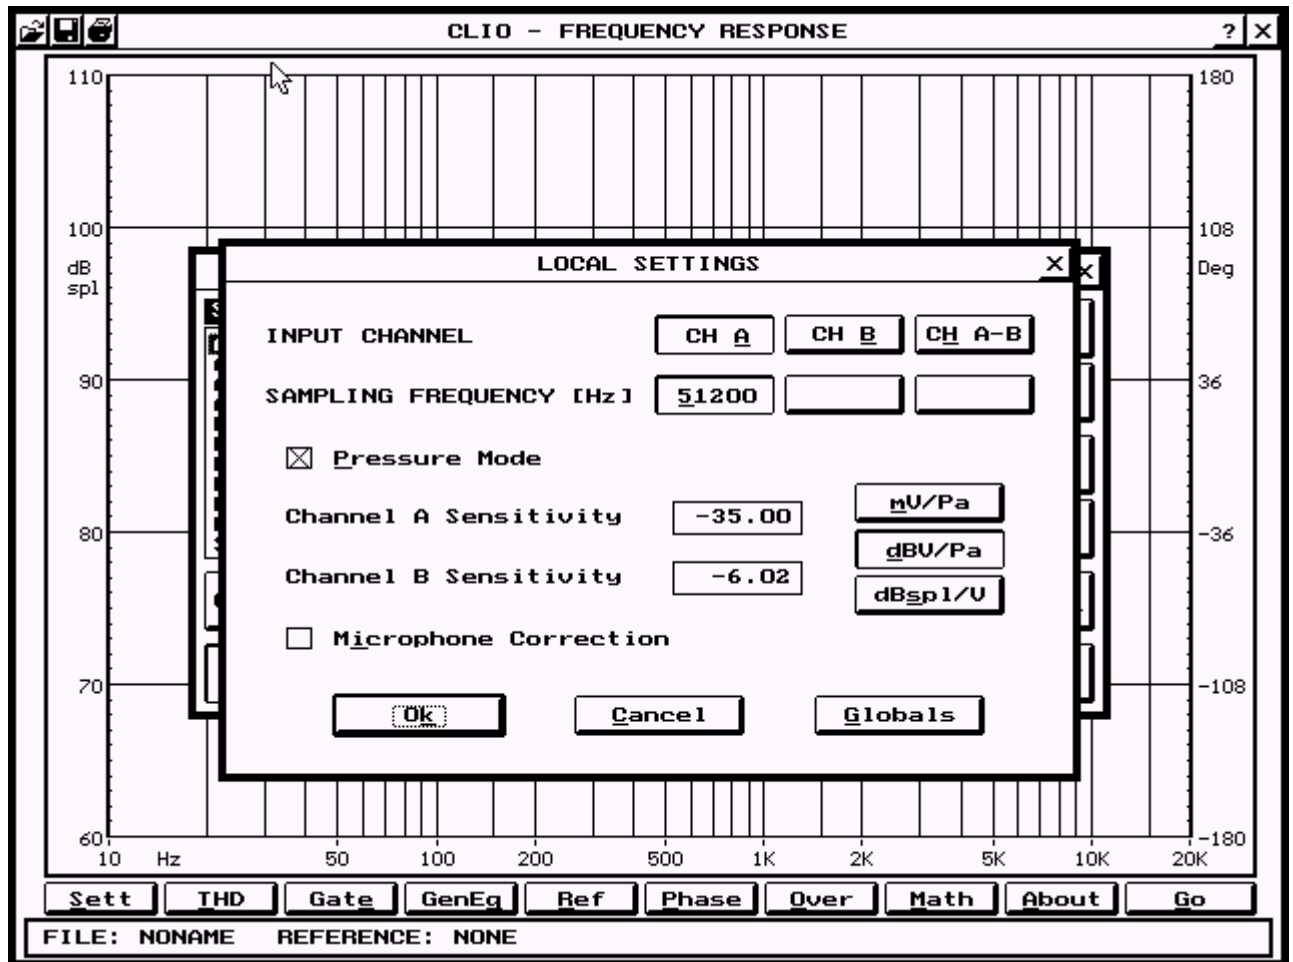 CLIO - FREQUENCY RESPONSE ? X
110 180
100 108
dB Deg
spl
LOCAL SETTINGS X
INPUT CHANNEL CH A CH B CH A-B
90 36
SAMPLING FREQUENCY [Hz] 51200
Pressure Mode
Channel A Sensitivity -35.00 mV/Pa
80 -36
dBV/Pa
Channel B Sensitivity -6.02 dBspl/V
Microphone Correction
70 -108
Ok Cancel Globals
60 -180
10 Hz 50 100 200 500 1K 2K 5K 10K 20K
Sett THD Gate GenEq Ref Phase Over Math About Go
FILE: NONAME REFERENCE: NONE